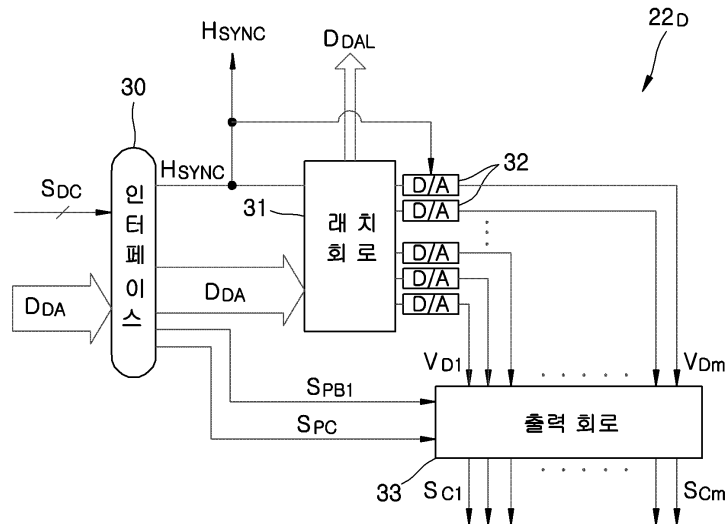 22D
HSYNC
DDAL
30
HSYNC
SDC
인터페이스
31
래치
회로
D/A
32
D/A
D/A
D/A
D/A
DDA
DDA
VD1
VDm
SPB1
SPC
출력 회로
33
SC1
SCm